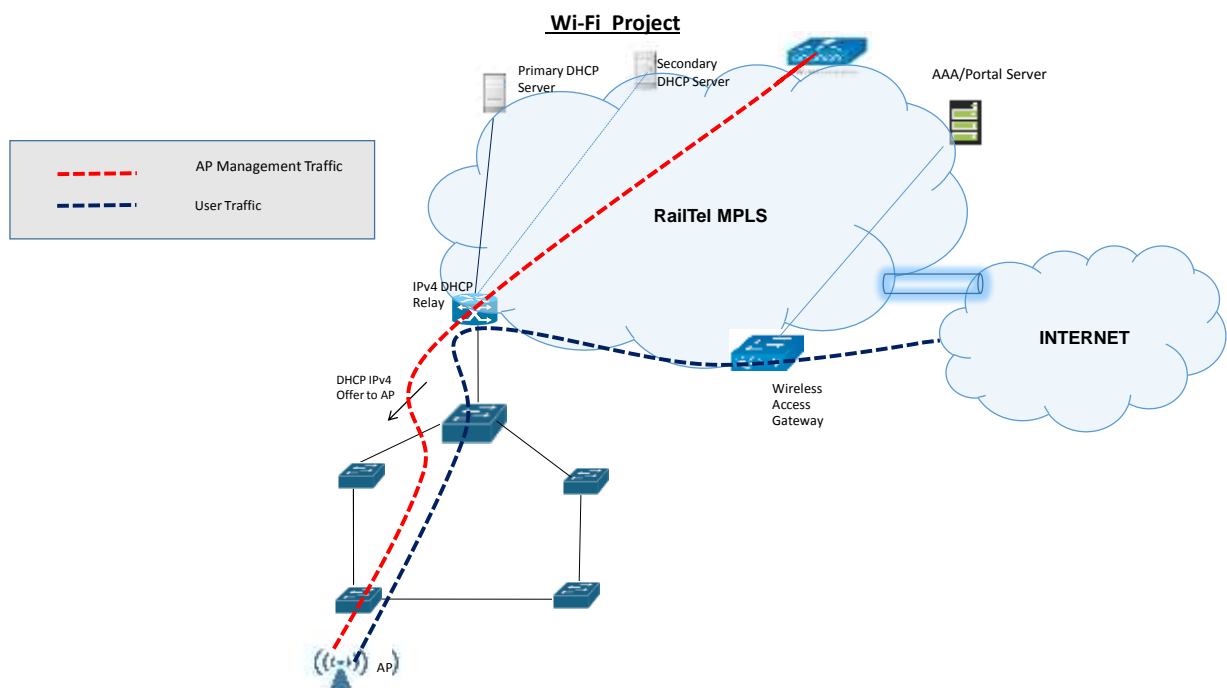 Wi-Fi Project
Primary DHCP
Server
Secondary
DHCP Server
AAA/Portal Server
AP Management Traffic
User Traffic
RailTel MPLS
IPv4 DHCP
Relay
INTERNET
DHCP IPv4
Offer to AP
Wireless
Access
Gateway
AP